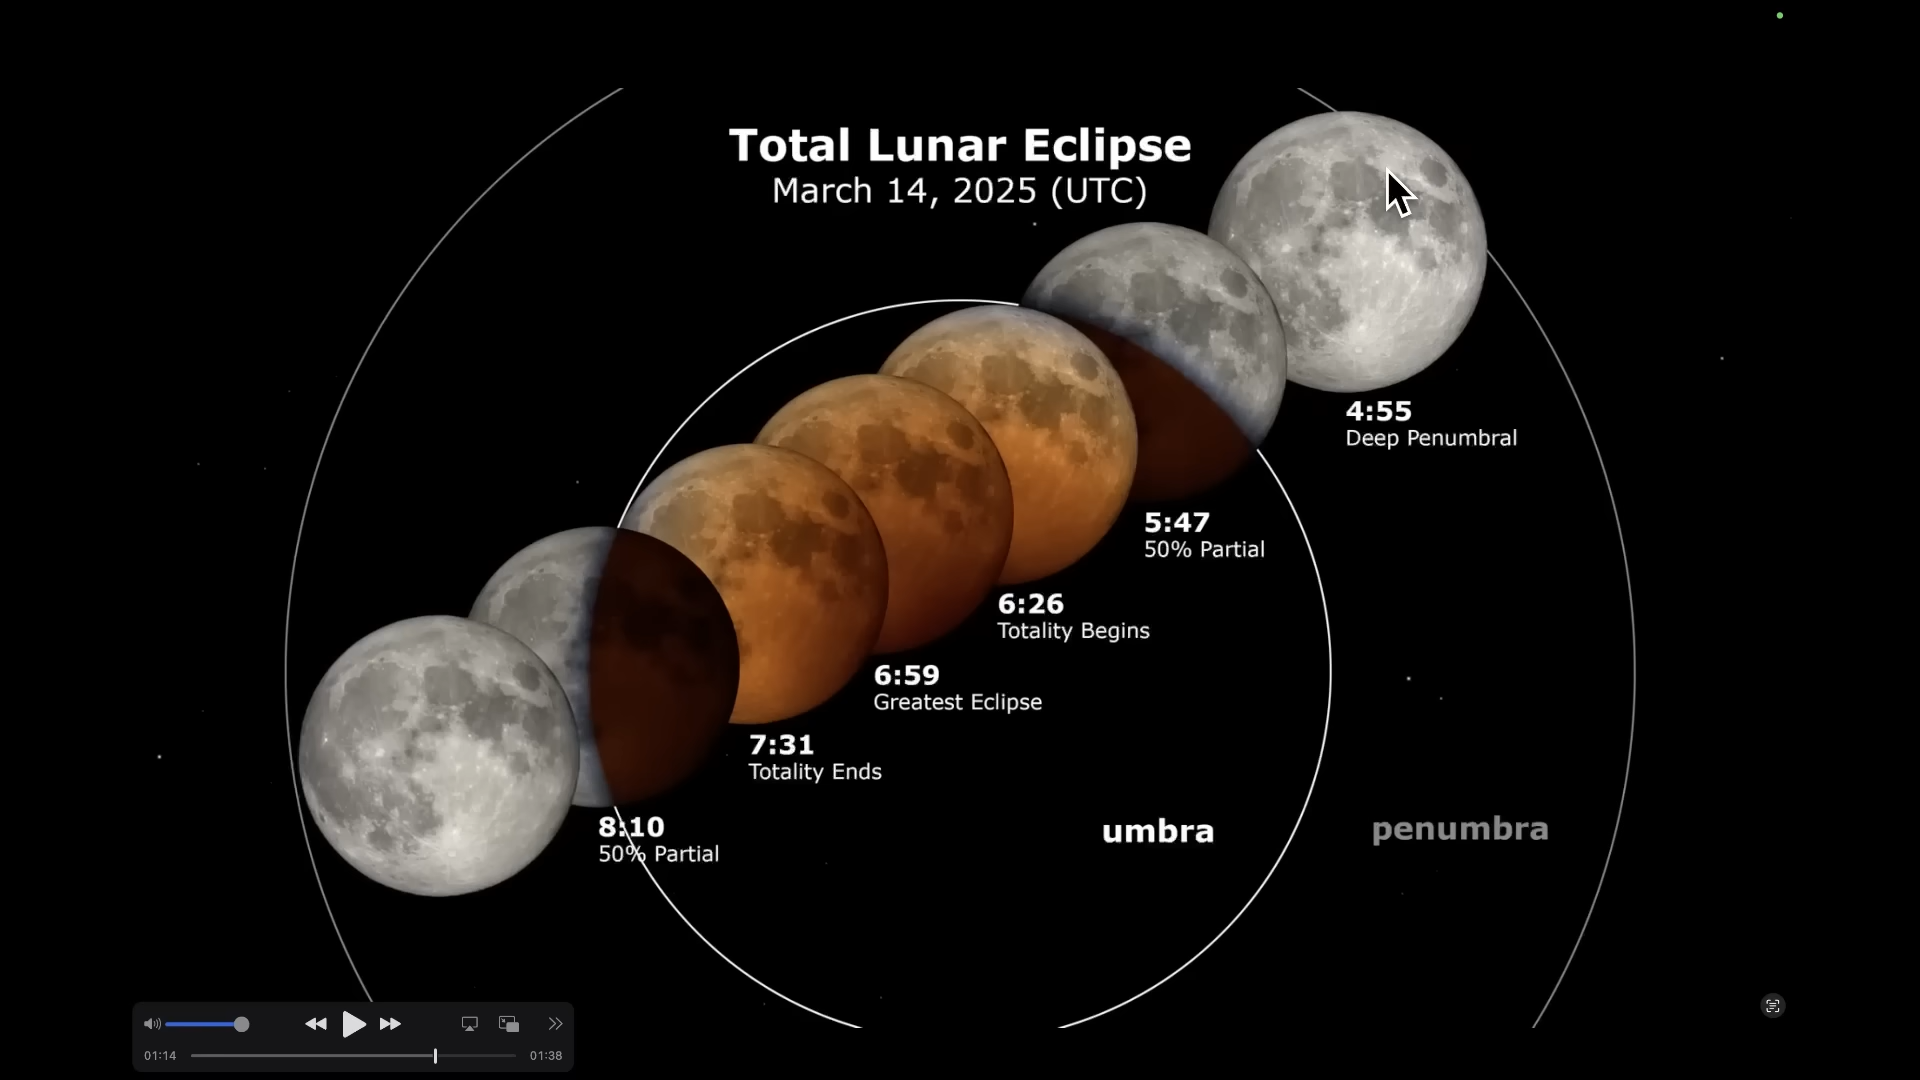 Total Lunar Eclipse
March 14, 2025 (UTC)
4:55
Deep Penumbral
5:47
50% Partial
6:26
Totality Begins
6:59
Greatest Eclipse
7:31
Totality Ends
8:10
50% Partial
umbra
penumbra
01:14
01:38